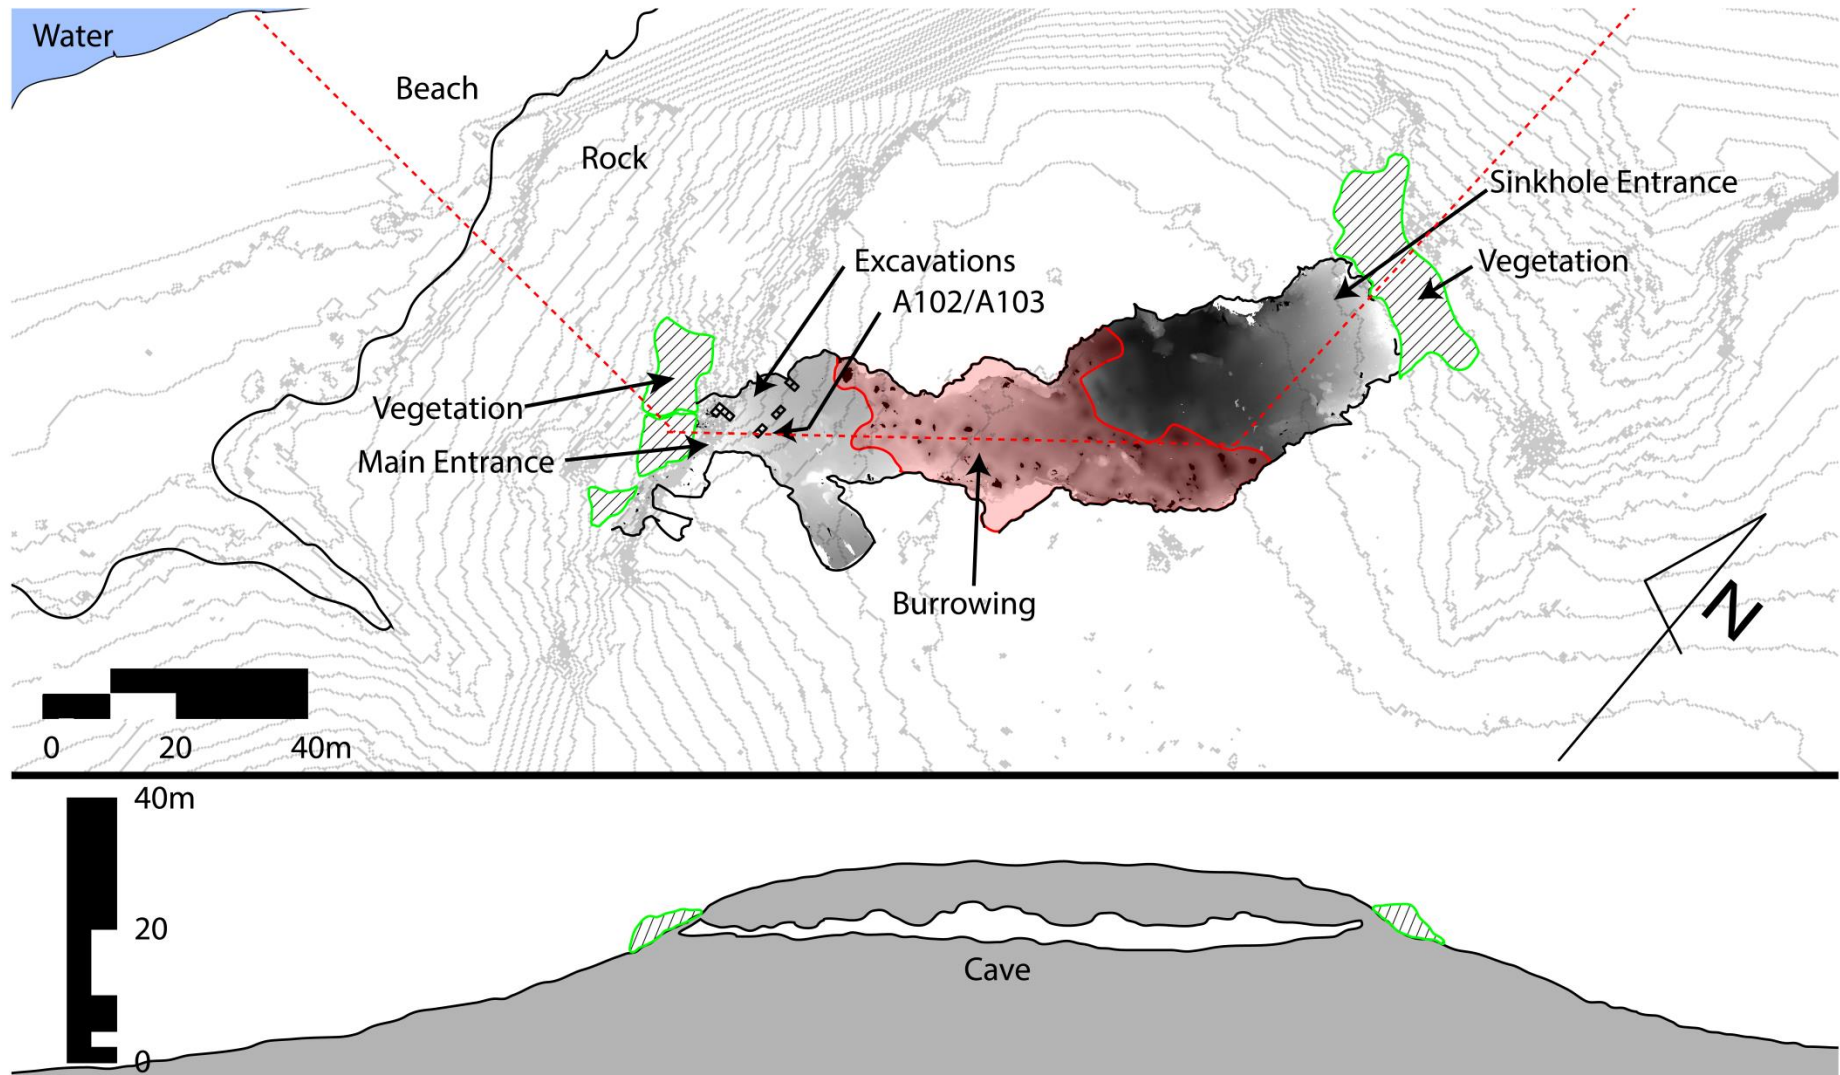 Water
Beach
Rock
Sinkhole Entrance
Excavations
Vegetation
A102/A103
Vegetation
Main Entrance
Burrowing
N
0 20 40m
40m
20
Cave
0